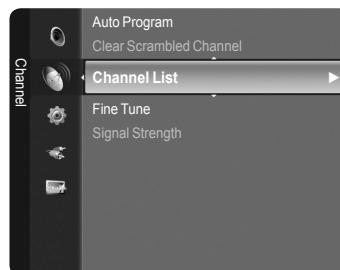 Channel
Auto Program
Clear Scrambled Channel
Channel List
Fine Tune
Signal Strength